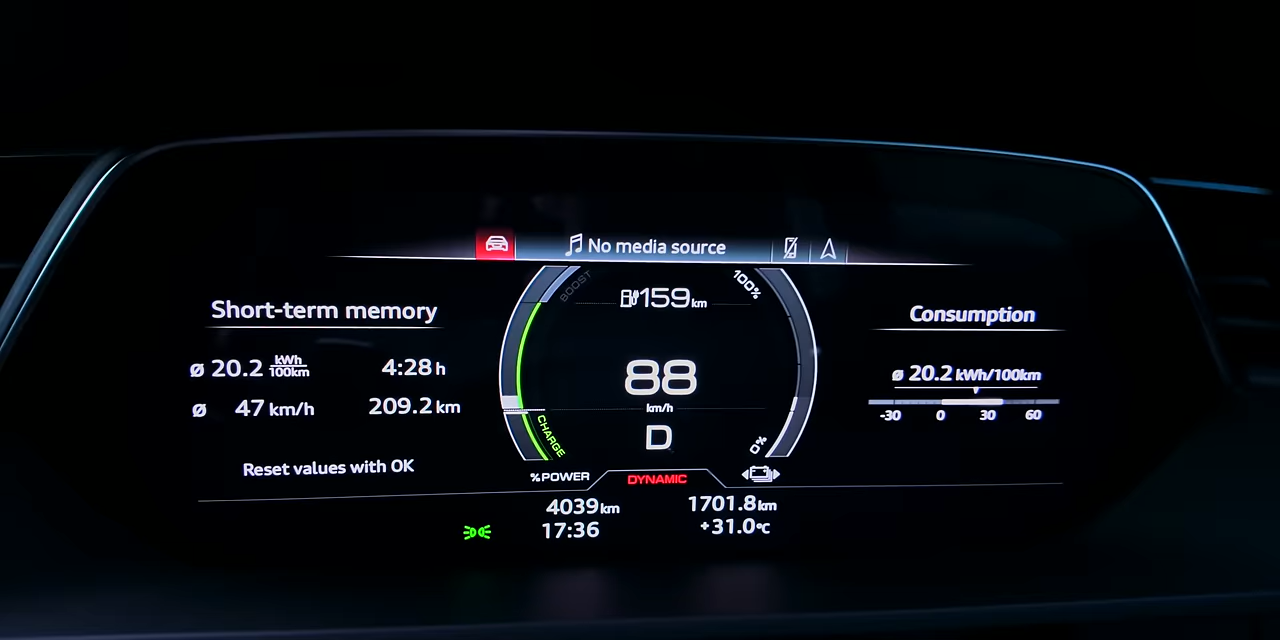 No media source
BOOST
100%
159 km
Short-term memory
ø 20.2 kWh/100km 4:28 h
ø 47 km/h 209.2 km
Reset values with OK
88
km/h
D
CHARGE
0%
%POWER
DYNAMIC
4039 km 1701.8 km
17:36 +31.0 °C
Consumption
ø 20.2 kWh/100km
-30 0 30 60